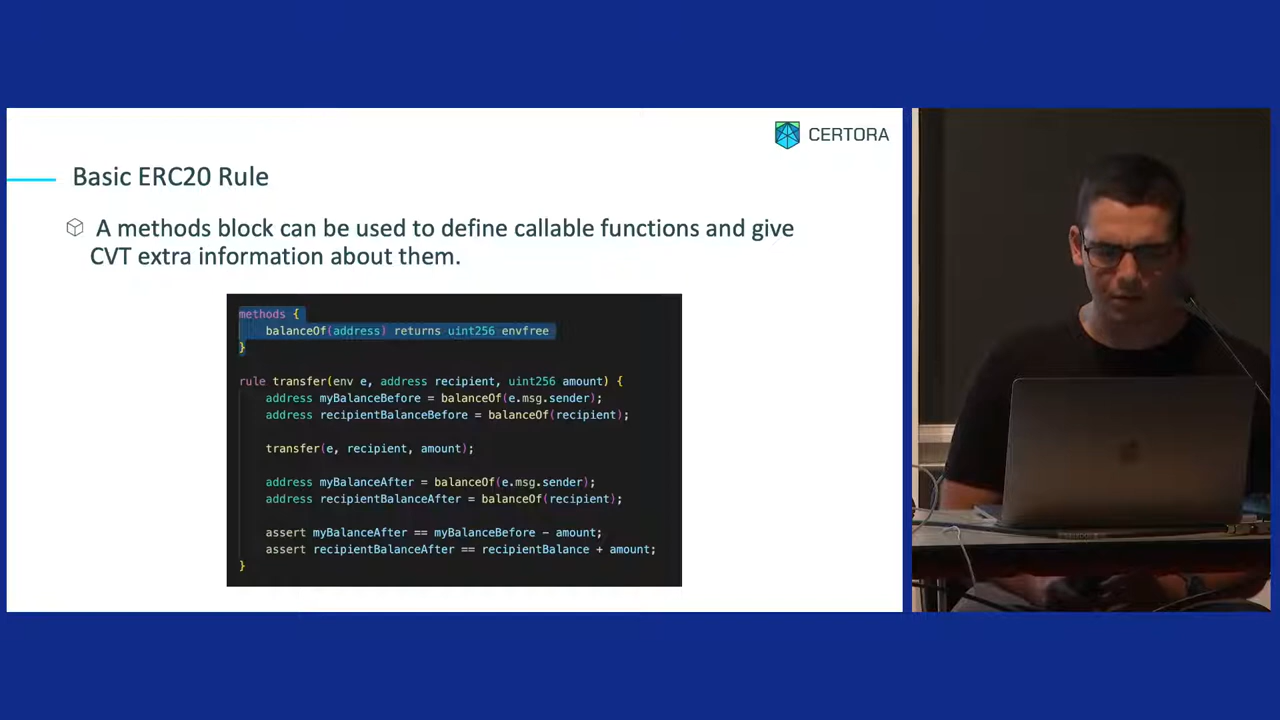 CERTORA
Basic ERC20 Rule
A methods block can be used to define callable functions and give
CVT extra information about them.
methods {
balanceOf(address) returns uint256 envfree
}
rule transfer(env e, address recipient, uint256 amount) {
address myBalanceBefore = balanceOf(e.msg.sender);
address recipientBalanceBefore = balanceOf(recipient);
transfer(e, recipient, amount);
address myBalanceAfter = balanceOf(e.msg.sender);
address recipientBalanceAfter = balanceOf(recipient);
assert myBalanceAfter == myBalanceBefore - amount;
assert recipientBalanceAfter == recipientBalance + amount;
}